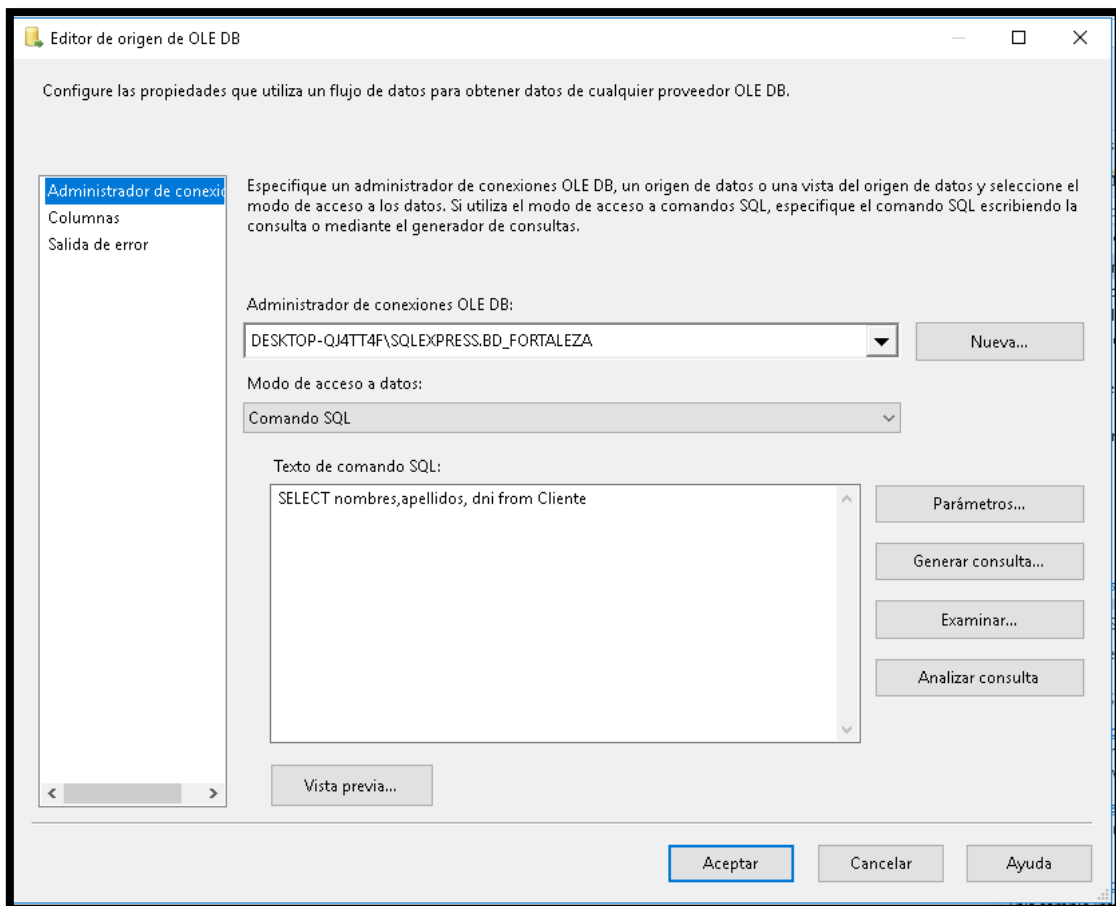 Editor de origen de OLE DB
Configure las propiedades que utiliza un flujo de datos para obtener datos de cualquier proveedor OLE DB.
Administrador de conexi
Columnas
Salida de error
Especifique un administrador de conexiones OLE DB, un origen de datos o una vista del origen de datos y seleccione el
modo de acceso a los datos. Si utiliza el modo de acceso a comandos SQL, especifique el comando SQL escribiendo la
consulta o mediante el generador de consultas.
Administrador de conexiones OLE DB:
DESKTOP-QJ4TT4F\SQLEXPRESS.BD_FORTALEZA
Nueva...
Modo de acceso a datos:
Comando SQL
Texto de comando SQL:
SELECT nombres,apellidos, dni from Cliente
Parámetros...
Generar consulta...
Examinar...
Analizar consulta
Vista previa...
Aceptar
Cancelar
Ayuda